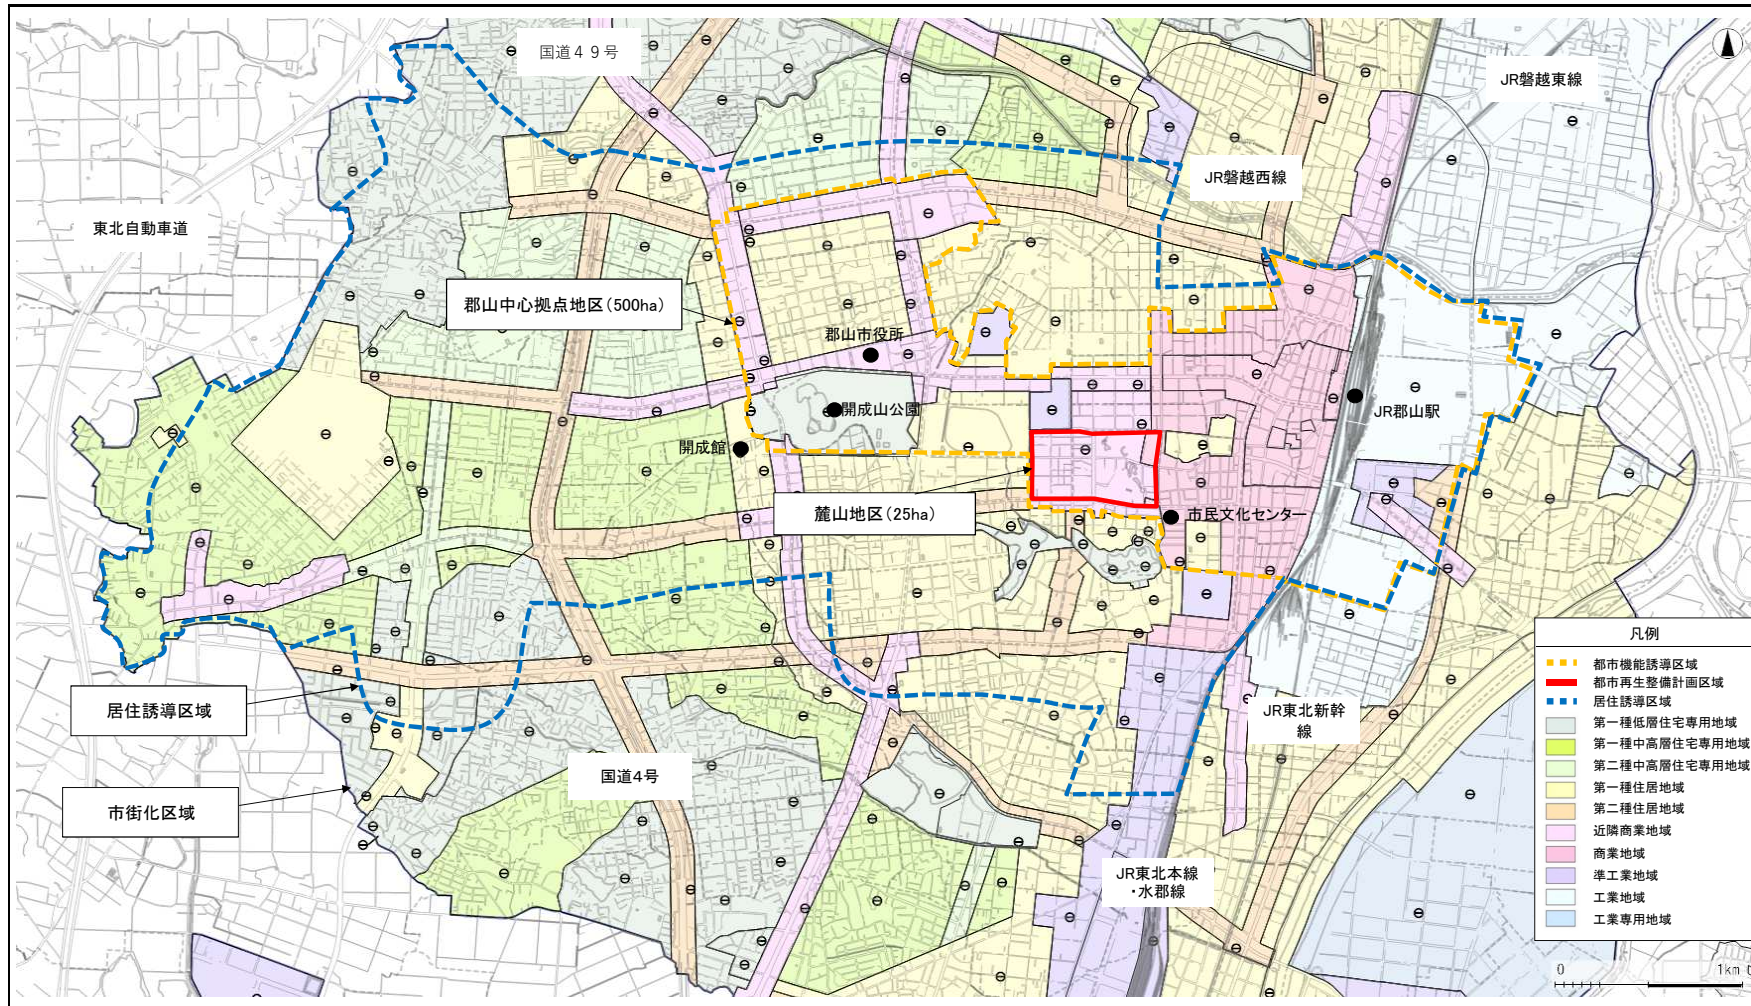 国道４９号
JR磐越東線
JR磐越西線
東北自動車道
郡山中心拠点地区(500ha)
郡山市役所
開成山公園
JR郡山駅
開成館
麓山地区(25ha)
市民文化センター
居住誘導区域
JR東北新幹
線
国道4号
市街化区域
JR東北本線
・水郡線
凡例
都市機能誘導区域
都市再生整備計画区域
居住誘導区域
第一種低層住宅専用地域
第一種中高層住宅専用地域
第二種中高層住宅専用地域
第一種住居地域
第二種住居地域
近隣商業地域
商業地域
準工業地域
工業地域
工業専用地域
0 1km